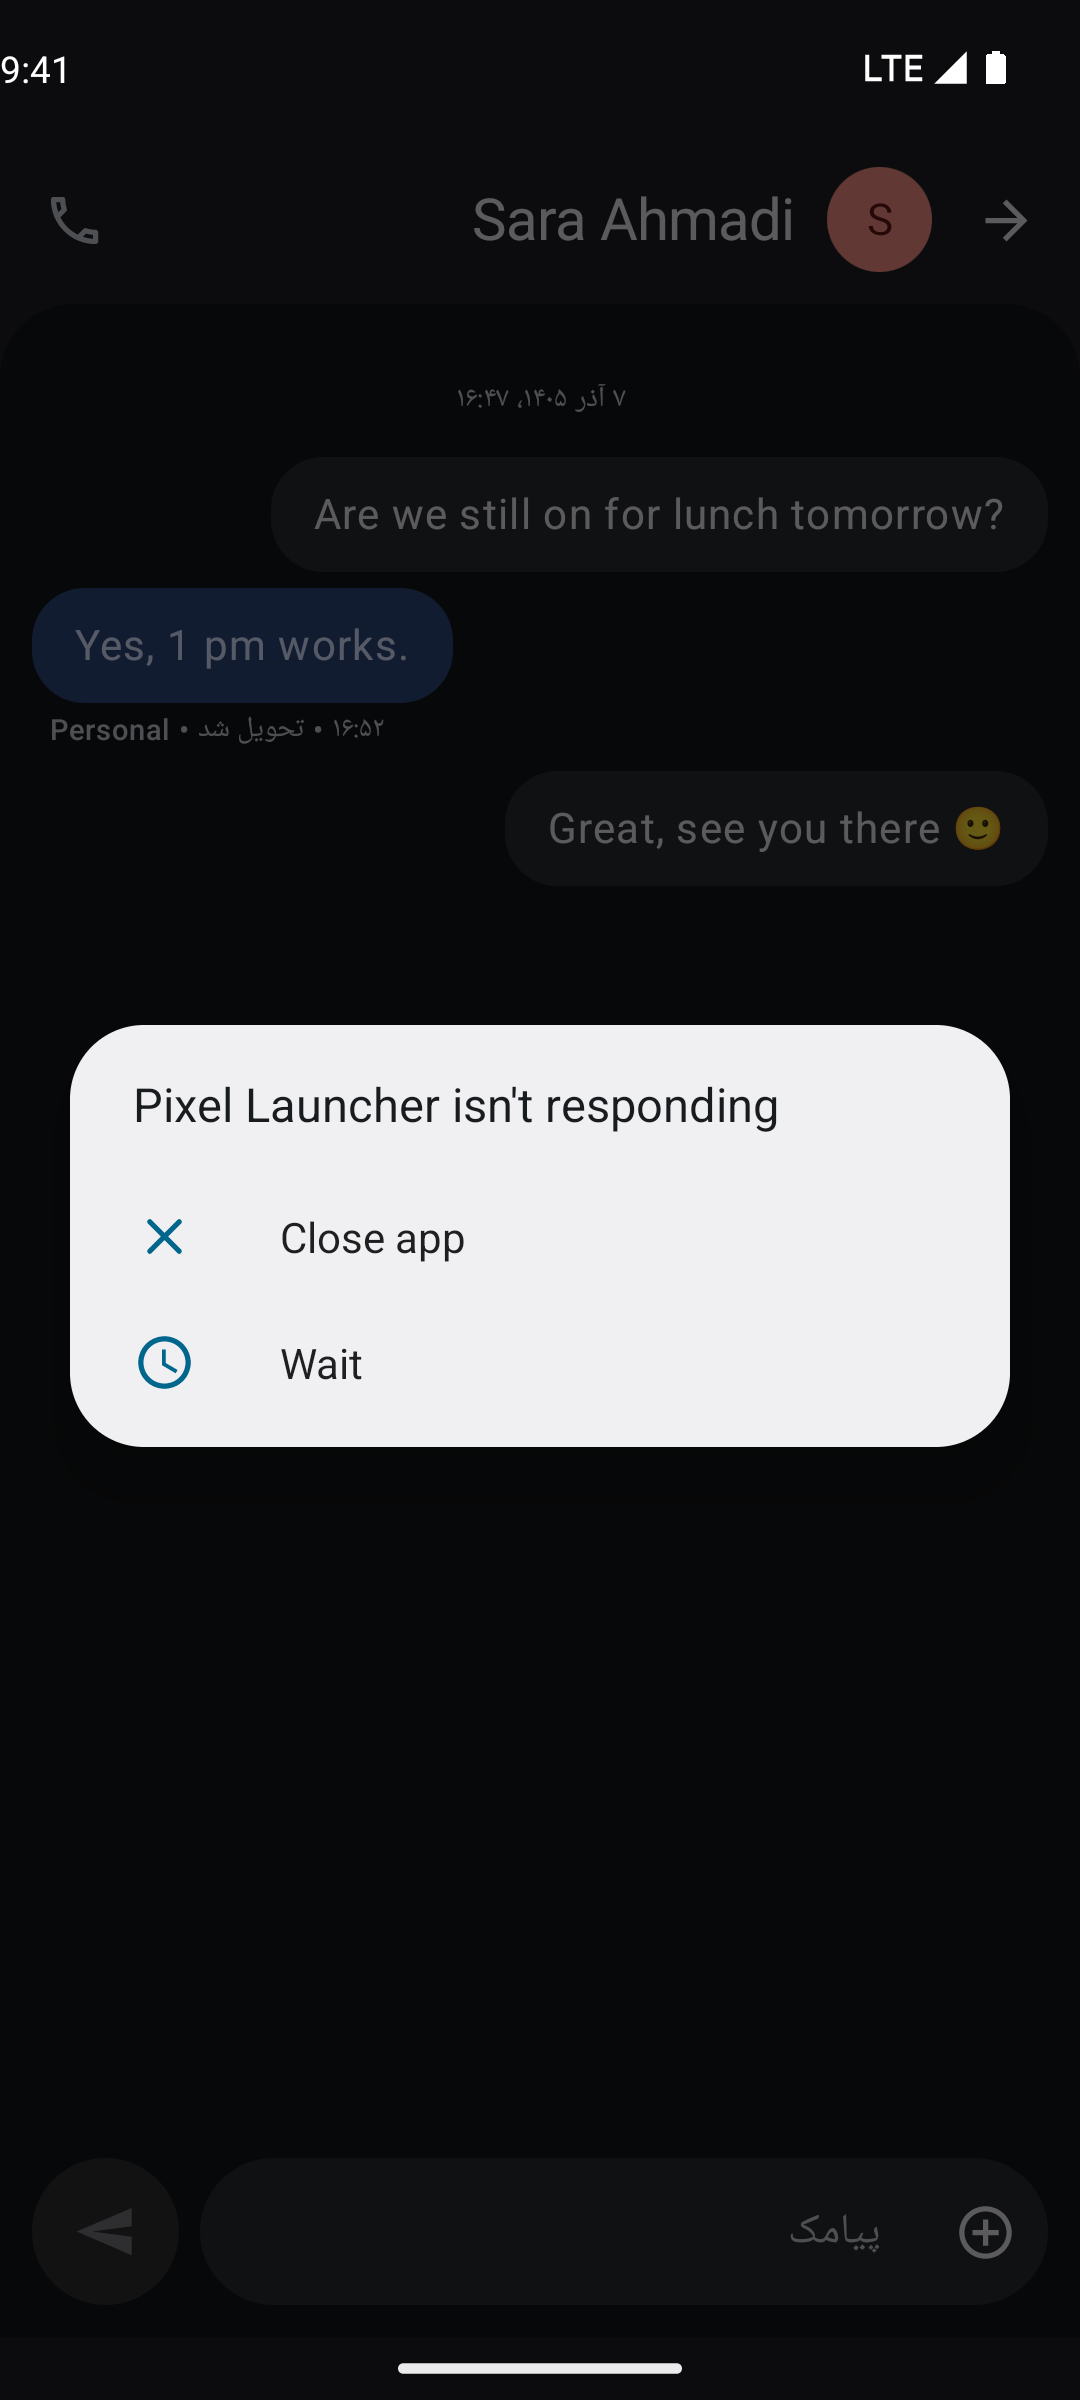 9:41 LTE
Sara Ahmadi S
۷ آذر ۱۴۰۵، ۱۶:۴۷
Are we still on for lunch tomorrow?
Yes, 1 pm works.
Personal • تحویل شد • ۱۶:۵۲
Great, see you there 🙂
Pixel Launcher isn't responding
Close app
Wait
پیامک